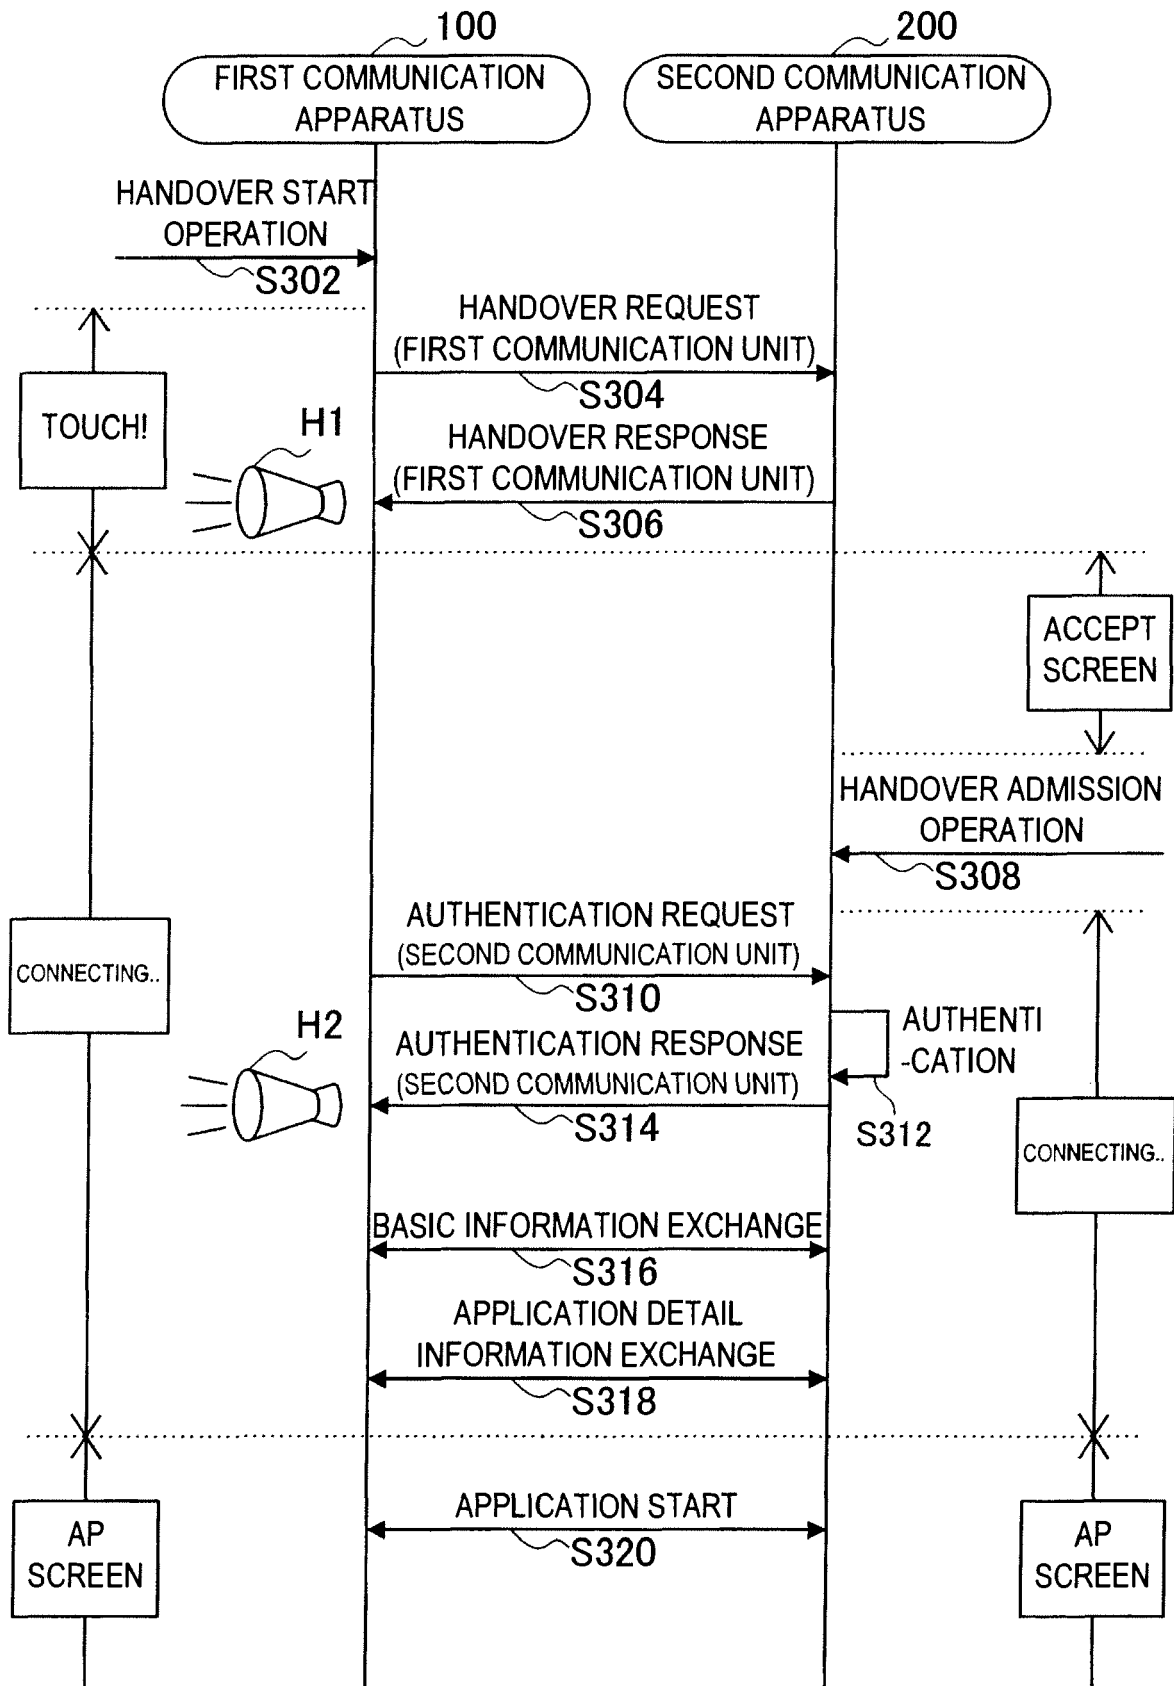 100
200
FIRST COMMUNICATION
APPARATUS
SECOND COMMUNICATION
APPARATUS
HANDOVER START
OPERATION
S302
HANDOVER REQUEST
(FIRST COMMUNICATION UNIT)
S304
TOUCH!
H1
HANDOVER RESPONSE
(FIRST COMMUNICATION UNIT)
S306
ACCEPT
SCREEN
HANDOVER ADMISSION
OPERATION
S308
AUTHENTICATION REQUEST
(SECOND COMMUNICATION UNIT)
S310
CONNECTING..
H2
AUTHENTI
-CATION
S312
AUTHENTICATION RESPONSE
(SECOND COMMUNICATION UNIT)
S314
CONNECTING..
BASIC INFORMATION EXCHANGE
S316
APPLICATION DETAIL
INFORMATION EXCHANGE
S318
APPLICATION START
S320
AP
SCREEN
AP
SCREEN